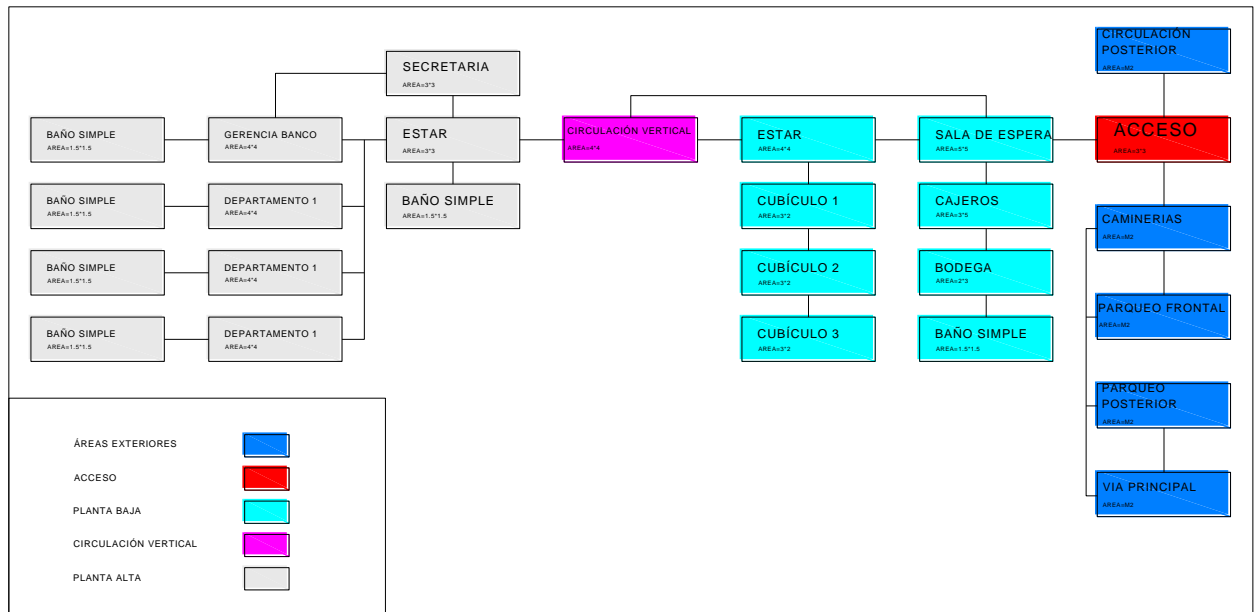 CIRCULACIÓN
POSTERIOR
AREA=M2
SECRETARIA
AREA=3*3
BAÑO SIMPLE
AREA=1.5*1.5
GERENCIA BANCO
AREA=4*4
ESTAR
AREA=3*3
CIRCULACIÓN VERTICAL
AREA=4*4
ESTAR
AREA=4*4
SALA DE ESPERA
AREA=5*5
ACCESO
AREA=3*3
BAÑO SIMPLE
AREA=1.5*1.5
DEPARTAMENTO 1
AREA=4*4
BAÑO SIMPLE
AREA=1.5*1.5
CUBÍCULO 1
AREA=3*2
CAJEROS
AREA=3*5
CAMINERIAS
AREA=M2
BAÑO SIMPLE
AREA=1.5*1.5
DEPARTAMENTO 1
AREA=4*4
CUBÍCULO 2
AREA=3*2
BODEGA
AREA=2*3
PARQUEO FRONTAL
AREA=M2
BAÑO SIMPLE
AREA=1.5*1.5
DEPARTAMENTO 1
AREA=4*4
CUBÍCULO 3
AREA=3*2
BAÑO SIMPLE
AREA=1.5*1.5
PARQUEO
POSTERIOR
AREA=M2
VIA PRINCIPAL
AREA=M2
ÁREAS EXTERIORES
ACCESO
PLANTA BAJA
CIRCULACIÓN VERTICAL
PLANTA ALTA